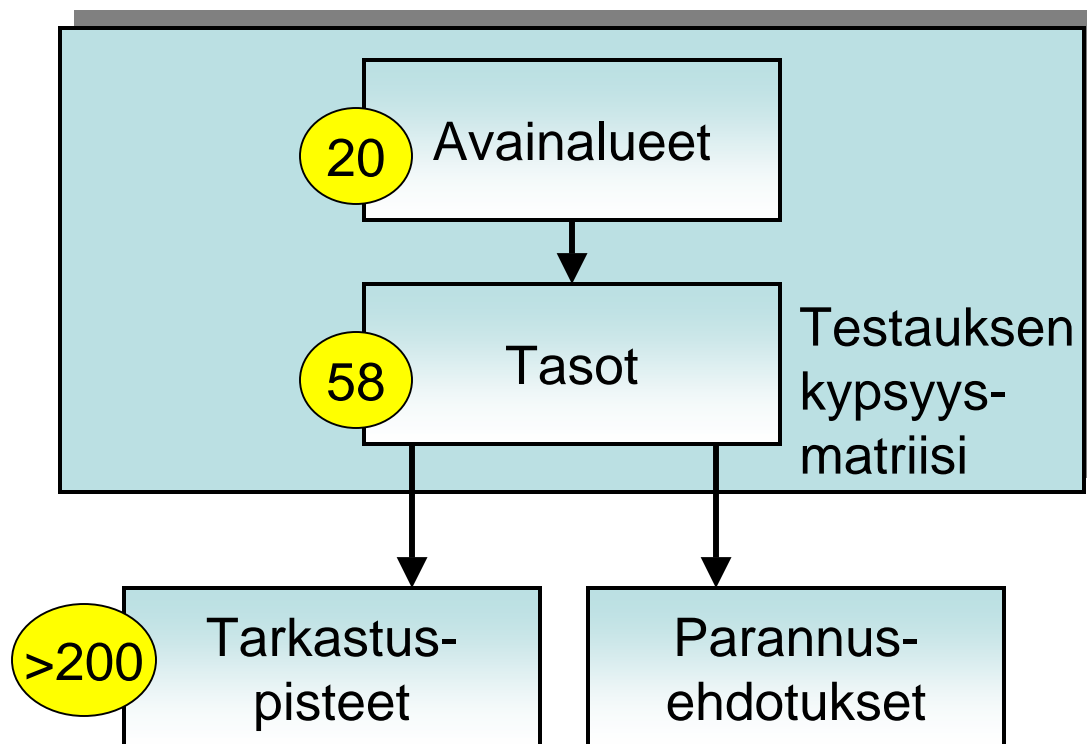 20
Avainalueet
58
Tasot
Testauksen
kypsyys-
matriisi
>200
Tarkastus-
pisteet
Parannus-
ehdotukset